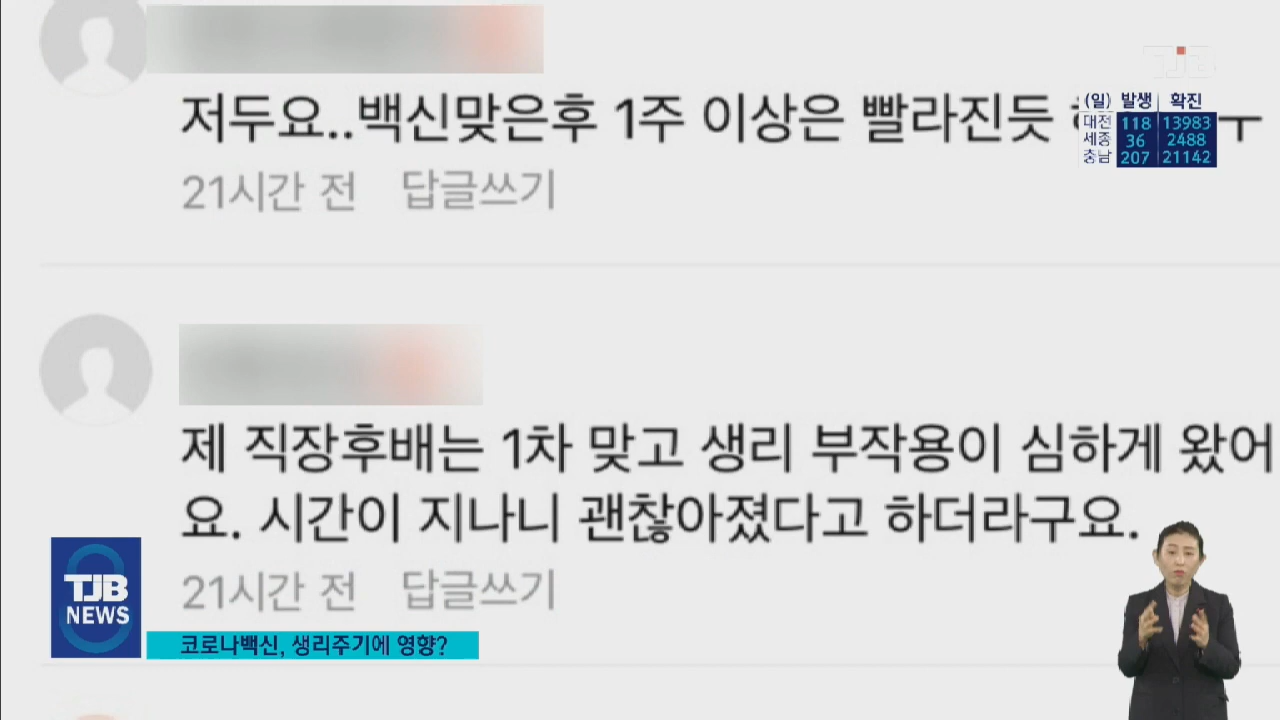 TJB
저두요..백신맞은후 1주 이상은 빨라진듯
21시간 전 답글쓰기
(일) 발생 확진
대전 118 13983
세종 36 2488
충남 207 21142
제 직장후배는 1차 맞고 생리 부작용이 심하게 왔어
요. 시간이 지나니 괜찮아졌다고 하더라구요.
21시간 전 답글쓰기
TJB
NEWS
코로나백신, 생리주기에 영향?